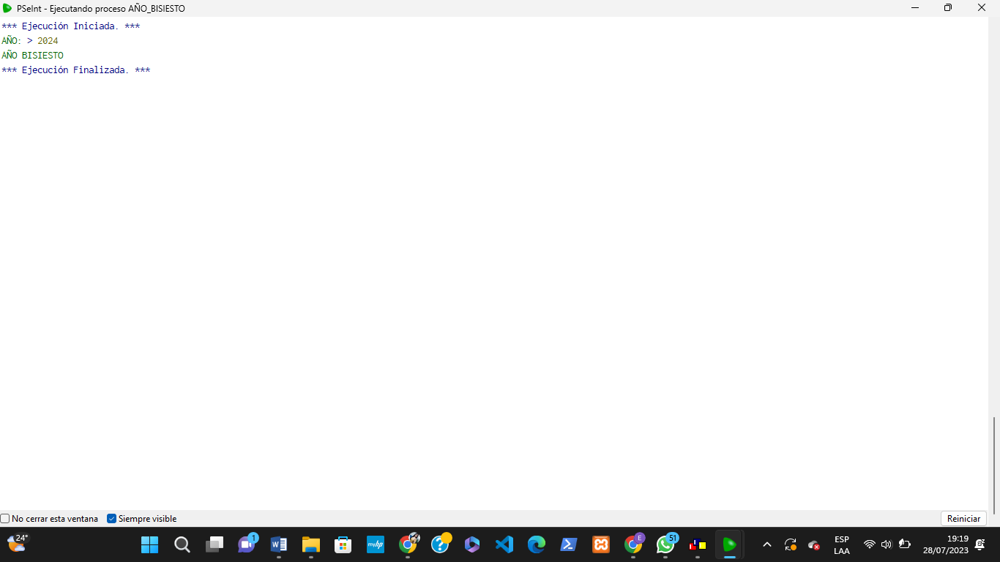 PSeInt - Ejecutando proceso AÑO_BISIESTO
*** Ejecución Iniciada. ***
AÑO: > 2024
AÑO BISIESTO
*** Ejecución Finalizada. ***
No cerrar esta ventana
Siempre visible
Reiniciar
24°
1
myhp
E
51
ESP
LAA
19:19
28/07/2023